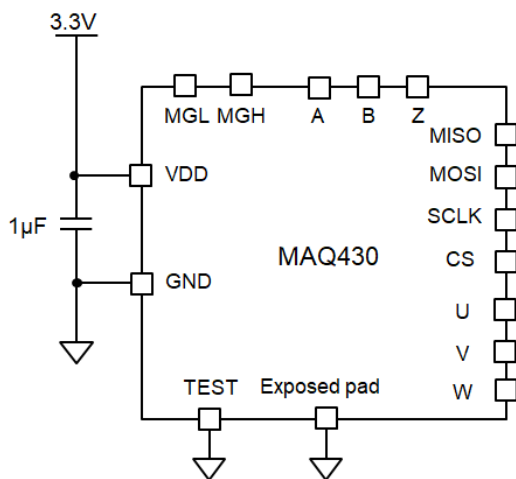 3.3V
MGL MGH A B Z
MISO
VDD
MOSI
SCLK
1µF
MAQ430
CS
GND
U
V
TEST Exposed pad
W